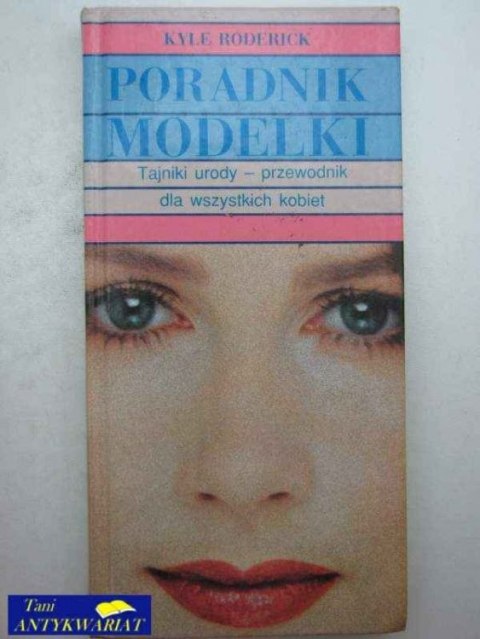 KYLE RODERICK
PORADNIK
MODELKI
Tajniki urody – przewodnik
dla wszystkich kobiet
Tani
ANTYKWARIAT